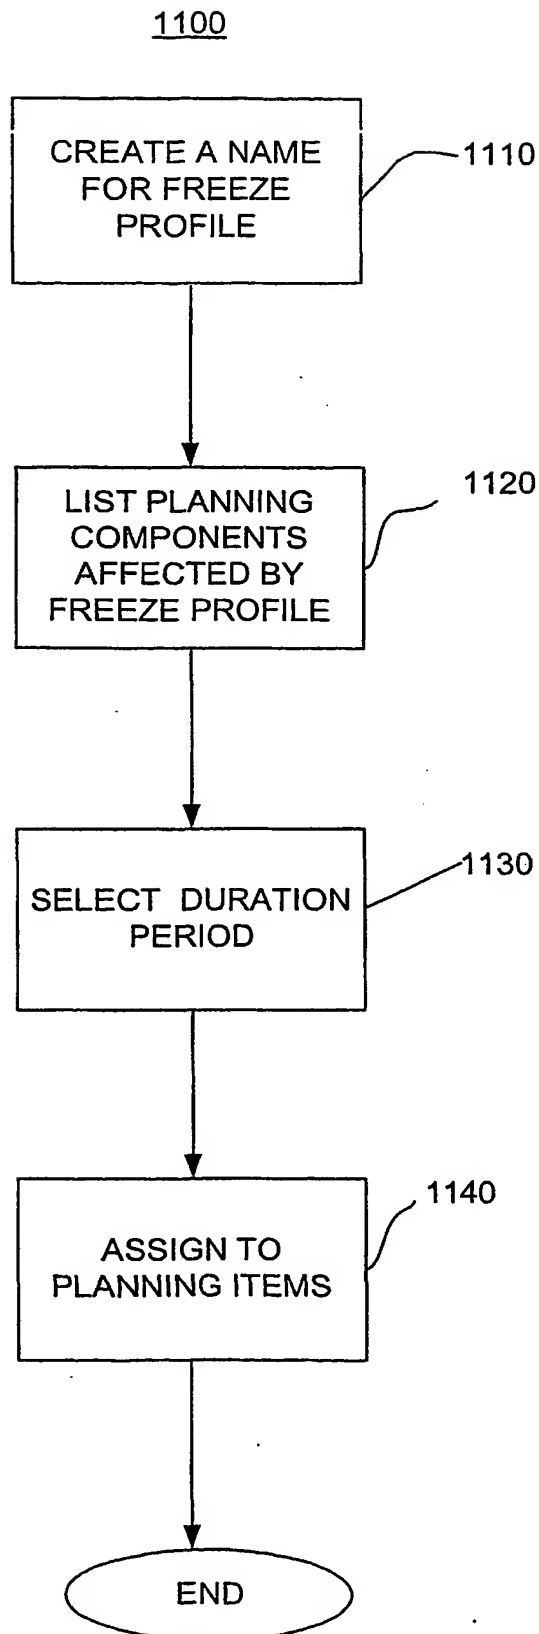 1100
CREATE A NAME
FOR FREEZE
PROFILE
1110
LIST PLANNING
COMPONENTS
AFFECTED BY
FREEZE PROFILE
1120
SELECT DURATION
PERIOD
1130
ASSIGN TO
PLANNING ITEMS
1140
END